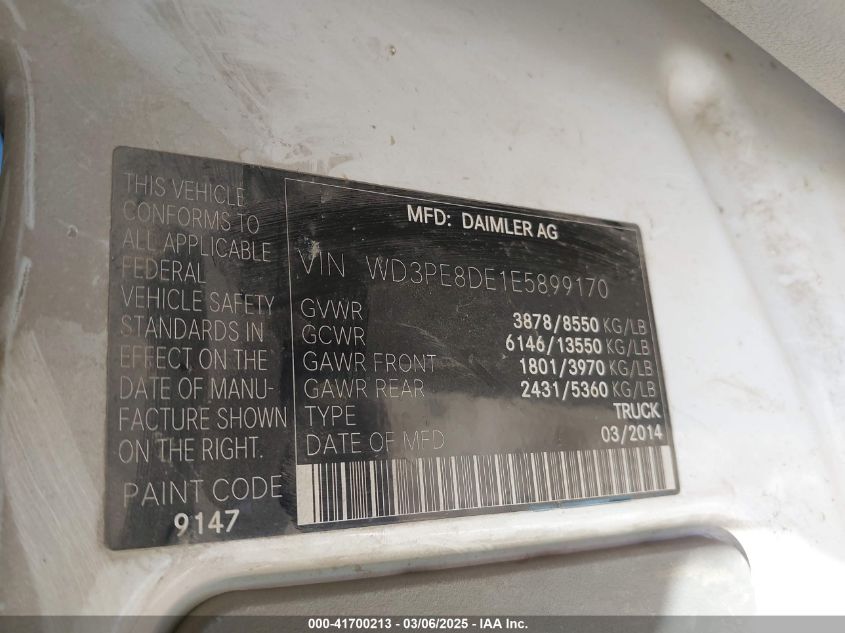 THIS VEHICLE
CONFORMS TO
ALL APPLICABLE
FEDERAL
VEHICLE SAFETY
STANDARDS IN
EFFECT ON THE
DATE OF MANU-
FACTURE SHOWN
ON THE RIGHT.
PAINT CODE
9147
MFD: DAIMLER AG
VIN WD3PE8DE1E5899170
GVWR 3878/8550 KG/LB
GCWR 6146/13550 KG/LB
GAWR FRONT 1801/3970 KG/LB
GAWR REAR 2431/5360 KG/LB
TYPE TRUCK
DATE OF MFD 03/2014
000-41700213 - 03/06/2025 - IAA Inc.